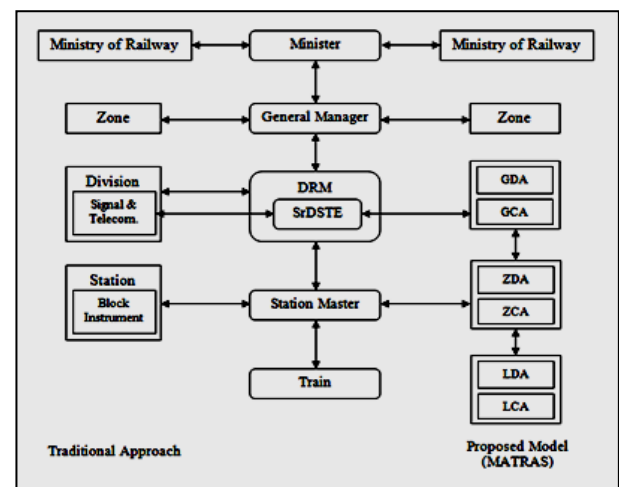 Ministry of Railway
Minister
Ministry of Railway
Zone
General Manager
Zone
Division
Signal &
Telecom.
DRM
SrDSTE
GDA
GCA
Station
Block
Instrument
Station Master
ZDA
ZCA
Train
LDA
LCA
Traditional Approach
Proposed Model
(MATRAS)